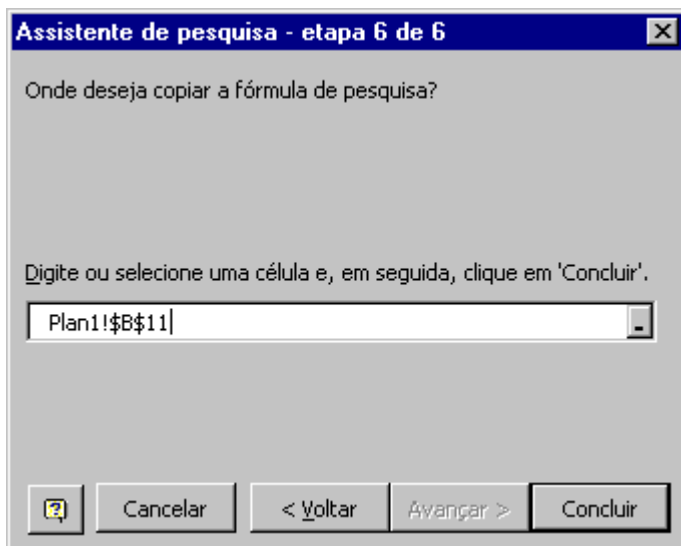 Assistente de pesquisa - etapa 6 de 6
Onde deseja copiar a fórmula de pesquisa?
Digite ou selecione uma célula e, em seguida, clique em 'Concluir'.
Plan1!$B$11
Cancelar < Voltar Avançar > Concluir